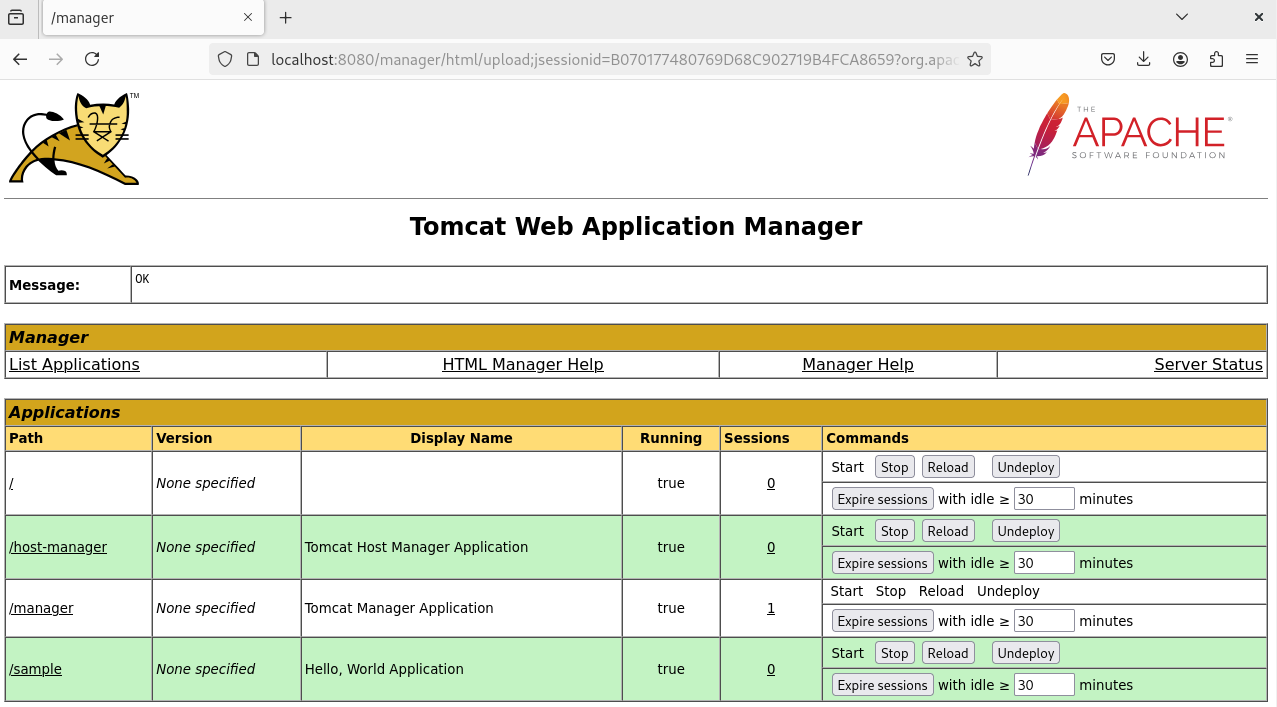 /manager
localhost:8080/manager/html/upload;jsessionid=B070177480769D68C902719B4FCA8659?org.apac
TM
THE
APACHE®
SOFTWARE FOUNDATION
Tomcat Web Application Manager
Message: OK
Manager
List Applications HTML Manager Help Manager Help Server Status
Applications
Path Version Display Name Running Sessions Commands
/ None specified true 0 Start Stop Reload Undeploy
Expire sessions with idle ≥ 30 minutes
/host-manager None specified Tomcat Host Manager Application true 0 Start Stop Reload Undeploy
Expire sessions with idle ≥ 30 minutes
/manager None specified Tomcat Manager Application true 1 Start Stop Reload Undeploy
Expire sessions with idle ≥ 30 minutes
/sample None specified Hello, World Application true 0 Start Stop Reload Undeploy
Expire sessions with idle ≥ 30 minutes